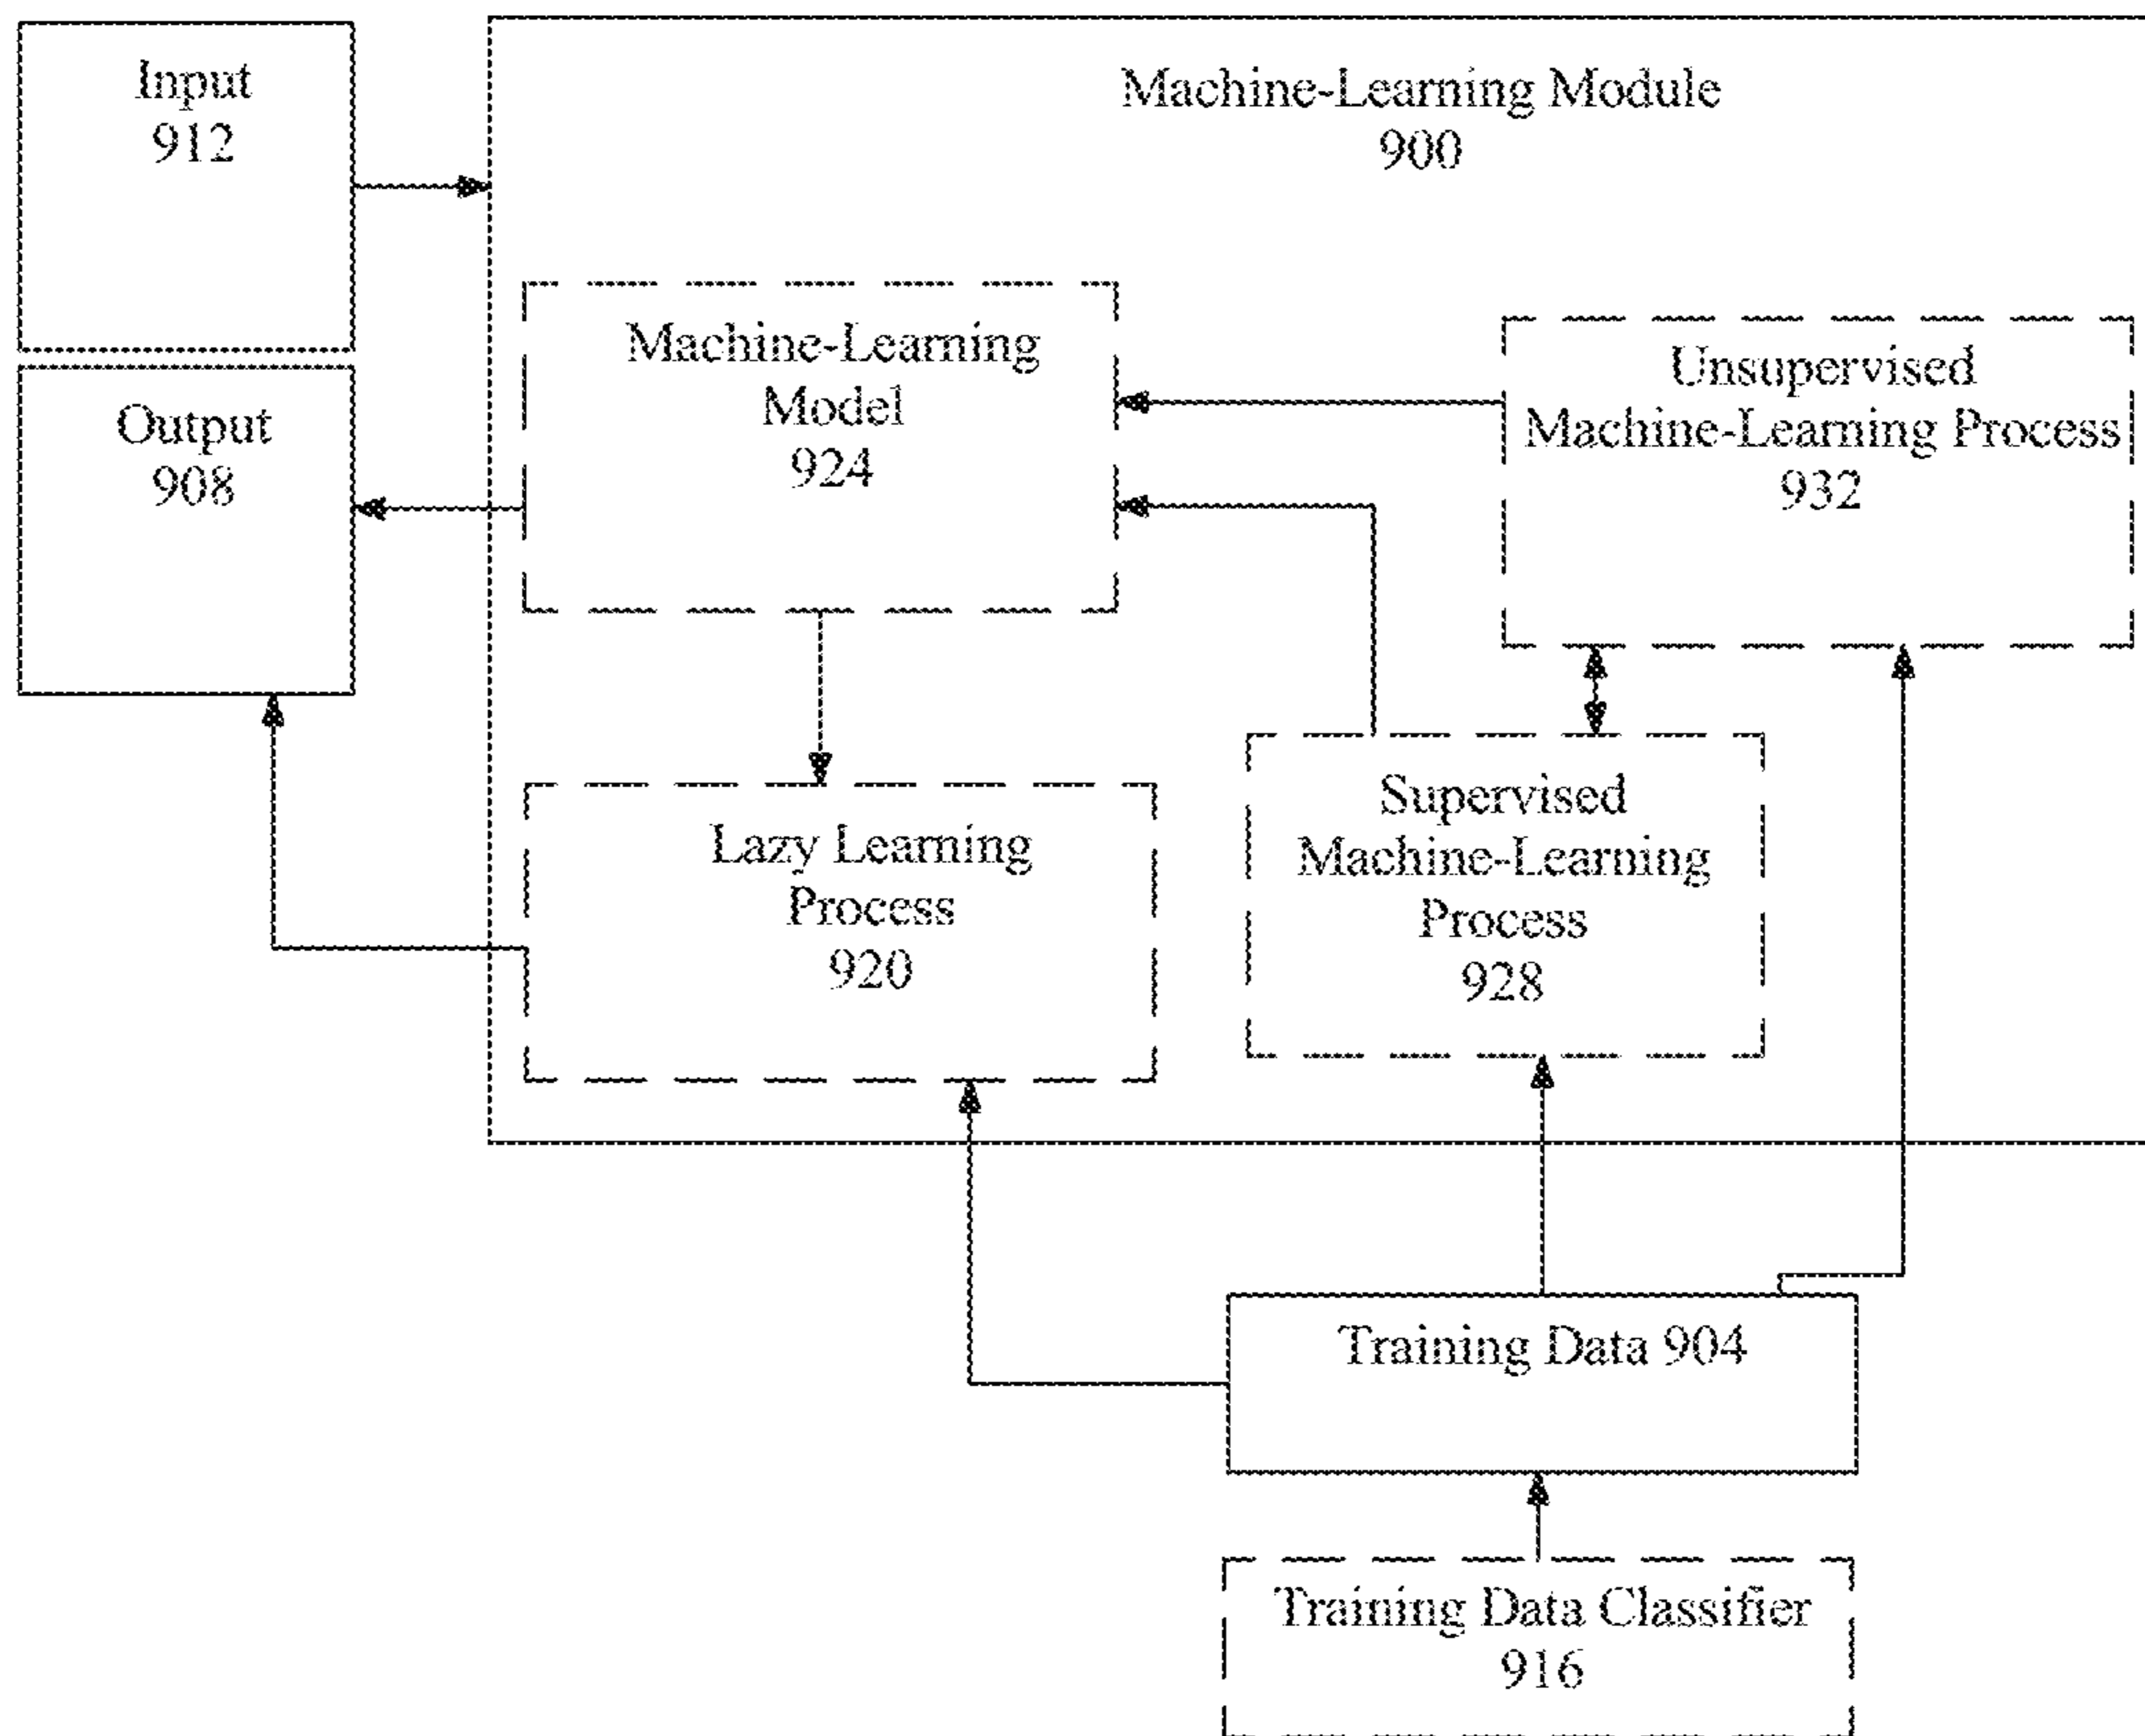 Input
912
Machine-Learning Module
900
Machine-Learning
Model
924
Unsupervised
Machine-Learning Process
932
Output
908
Lazy Learning
Process
920
Supervised
Machine-Learning
Process
928
Training Data 904
Training Data Classifier
916